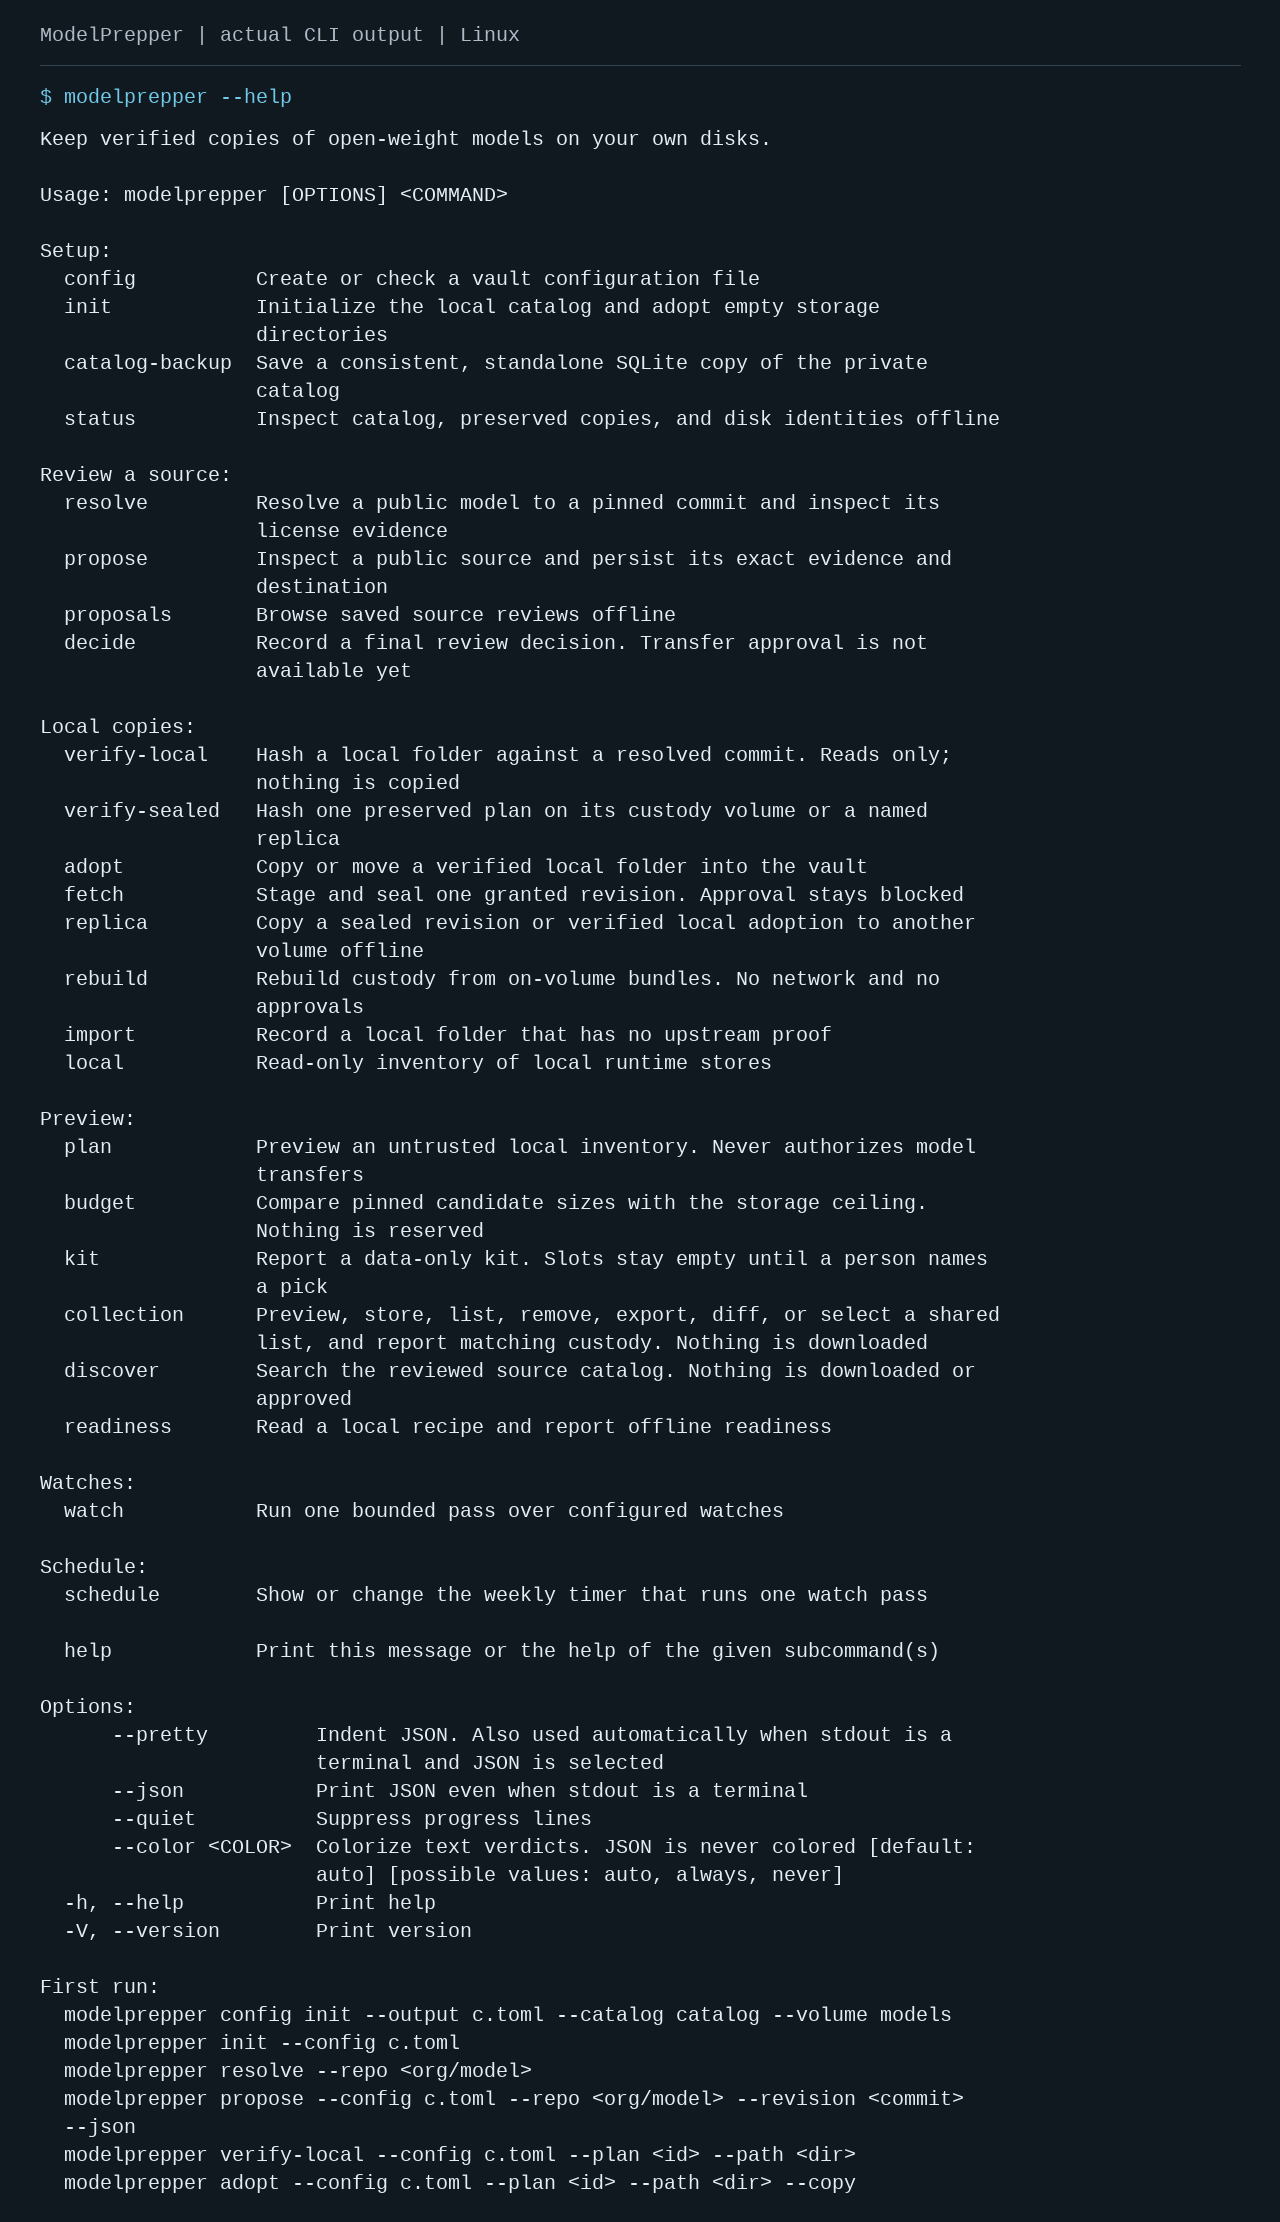 ModelPrepper | actual CLI output | Linux
$ modelprepper --help
Keep verified copies of open-weight models on your own disks.
Usage: modelprepper [OPTIONS] <COMMAND>
Setup:
config Create or check a vault configuration file
init Initialize the local catalog and adopt empty storage
directories
catalog-backup Save a consistent, standalone SQLite copy of the private
catalog
status Inspect catalog, preserved copies, and disk identities offline
Review a source:
resolve Resolve a public model to a pinned commit and inspect its
license evidence
propose Inspect a public source and persist its exact evidence and
destination
proposals Browse saved source reviews offline
decide Record a final review decision. Transfer approval is not
available yet
Local copies:
verify-local Hash a local folder against a resolved commit. Reads only;
nothing is copied
verify-sealed Hash one preserved plan on its custody volume or a named
replica
adopt Copy or move a verified local folder into the vault
fetch Stage and seal one granted revision. Approval stays blocked
replica Copy a sealed revision or verified local adoption to another
volume offline
rebuild Rebuild custody from on-volume bundles. No network and no
approvals
import Record a local folder that has no upstream proof
local Read-only inventory of local runtime stores
Preview:
plan Preview an untrusted local inventory. Never authorizes model
transfers
budget Compare pinned candidate sizes with the storage ceiling.
Nothing is reserved
kit Report a data-only kit. Slots stay empty until a person names
a pick
collection Preview, store, list, remove, export, diff, or select a shared
list, and report matching custody. Nothing is downloaded
discover Search the reviewed source catalog. Nothing is downloaded or
approved
readiness Read a local recipe and report offline readiness
Watches:
watch Run one bounded pass over configured watches
Schedule:
schedule Show or change the weekly timer that runs one watch pass
help Print this message or the help of the given subcommand(s)
Options:
--pretty Indent JSON. Also used automatically when stdout is a
terminal and JSON is selected
--json Print JSON even when stdout is a terminal
--quiet Suppress progress lines
--color <COLOR> Colorize text verdicts. JSON is never colored [default:
auto] [possible values: auto, always, never]
-h, --help Print help
-V, --version Print version
First run:
modelprepper config init --output c.toml --catalog catalog --volume models
modelprepper init --config c.toml
modelprepper resolve --repo <org/model>
modelprepper propose --config c.toml --repo <org/model> --revision <commit>
--json
modelprepper verify-local --config c.toml --plan <id> --path <dir>
modelprepper adopt --config c.toml --plan <id> --path <dir> --copy